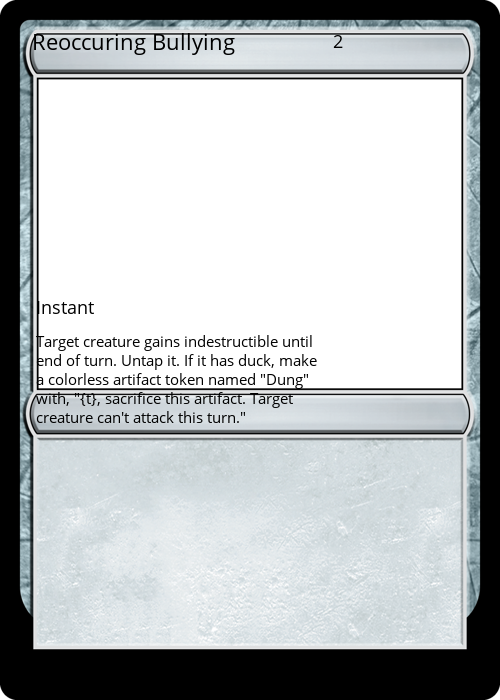 Reoccuring Bullying 2
Instant
Target creature gains indestructible until
end of turn. Untap it. If it has duck, make
a colorless artifact token named "Dung"
with, "{t}, sacrifice this artifact. Target
creature can't attack this turn."